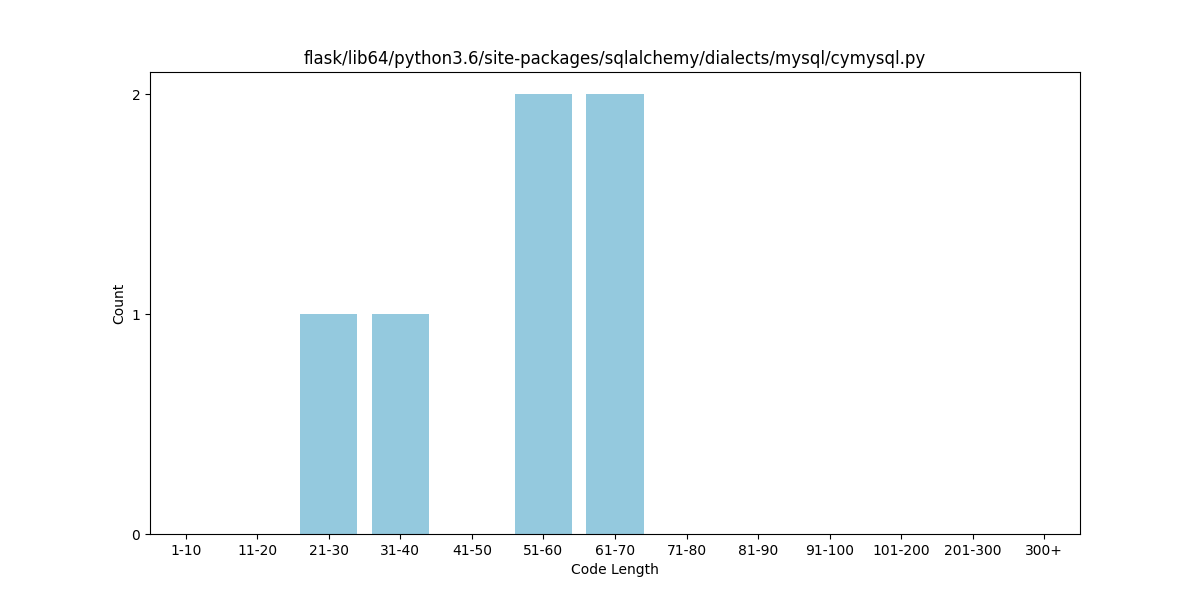 flask/lib64/python3.6/site-packages/sqlalchemy/dialects/mysql/cymysql.py
Count
2
1
0
1-10 11-20 21-30 31-40 41-50 51-60 61-70 71-80 81-90 91-100 101-200 201-300 300+
Code Length